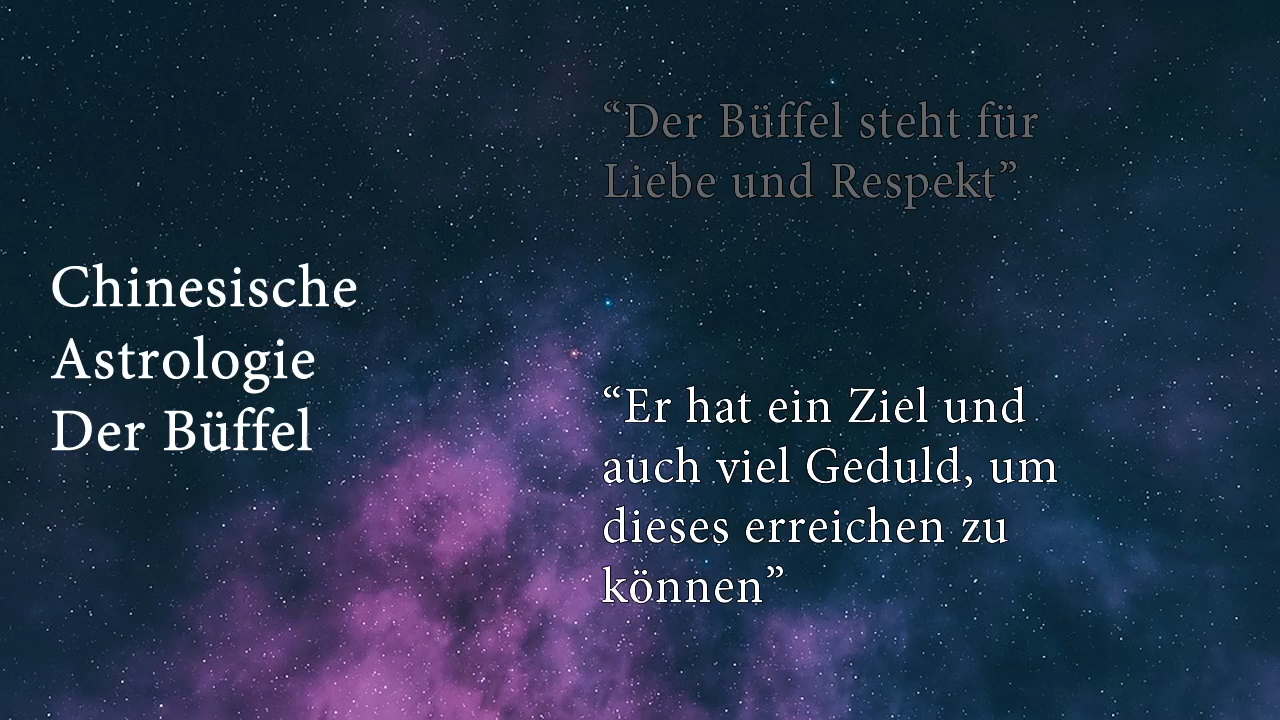 Chinesische
Astrologie
Der Büffel
“Der Büffel steht für
Liebe und Respekt”
“Er hat ein Ziel und
auch viel Geduld, um
dieses erreichen zu
können”